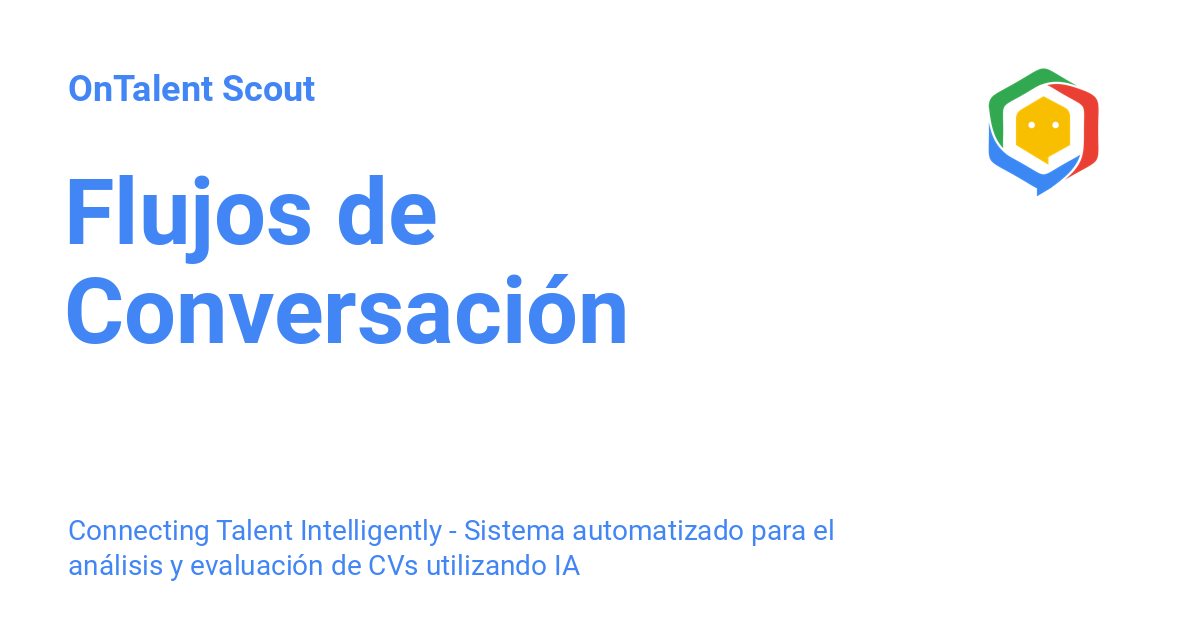 OnTalent Scout
Flujos de
Conversación
Connecting Talent Intelligently - Sistema automatizado para el
análisis y evaluación de CVs utilizando IA